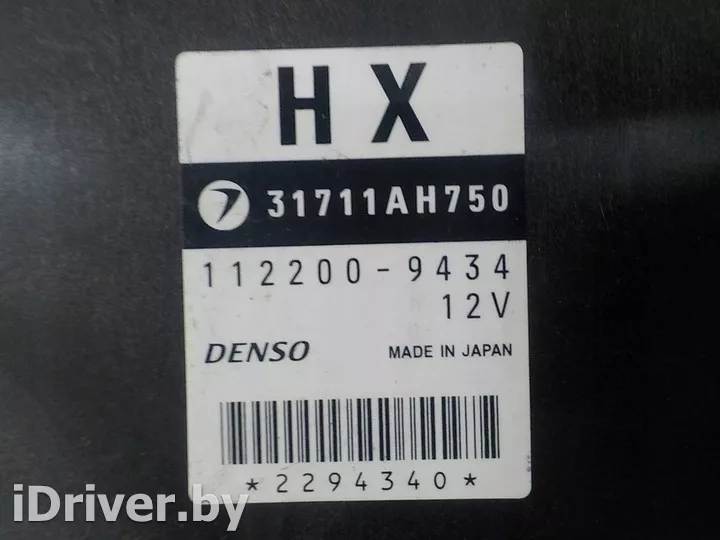 HX
31711AH750
112200-9434
12V
DENSO MADE IN JAPAN
*2294340*
iDriver.by